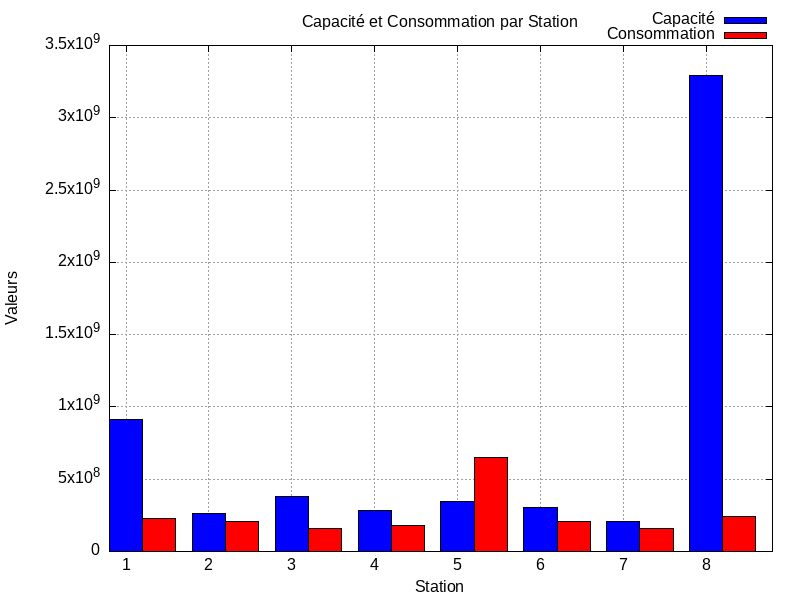 Capacité et Consommation par Station
Capacité
Consommation
3.5x10⁹
3x10⁹
2.5x10⁹
2x10⁹
1.5x10⁹
1x10⁹
5x10⁸
0
Valeurs
1 2 3 4 5 6 7 8
Station